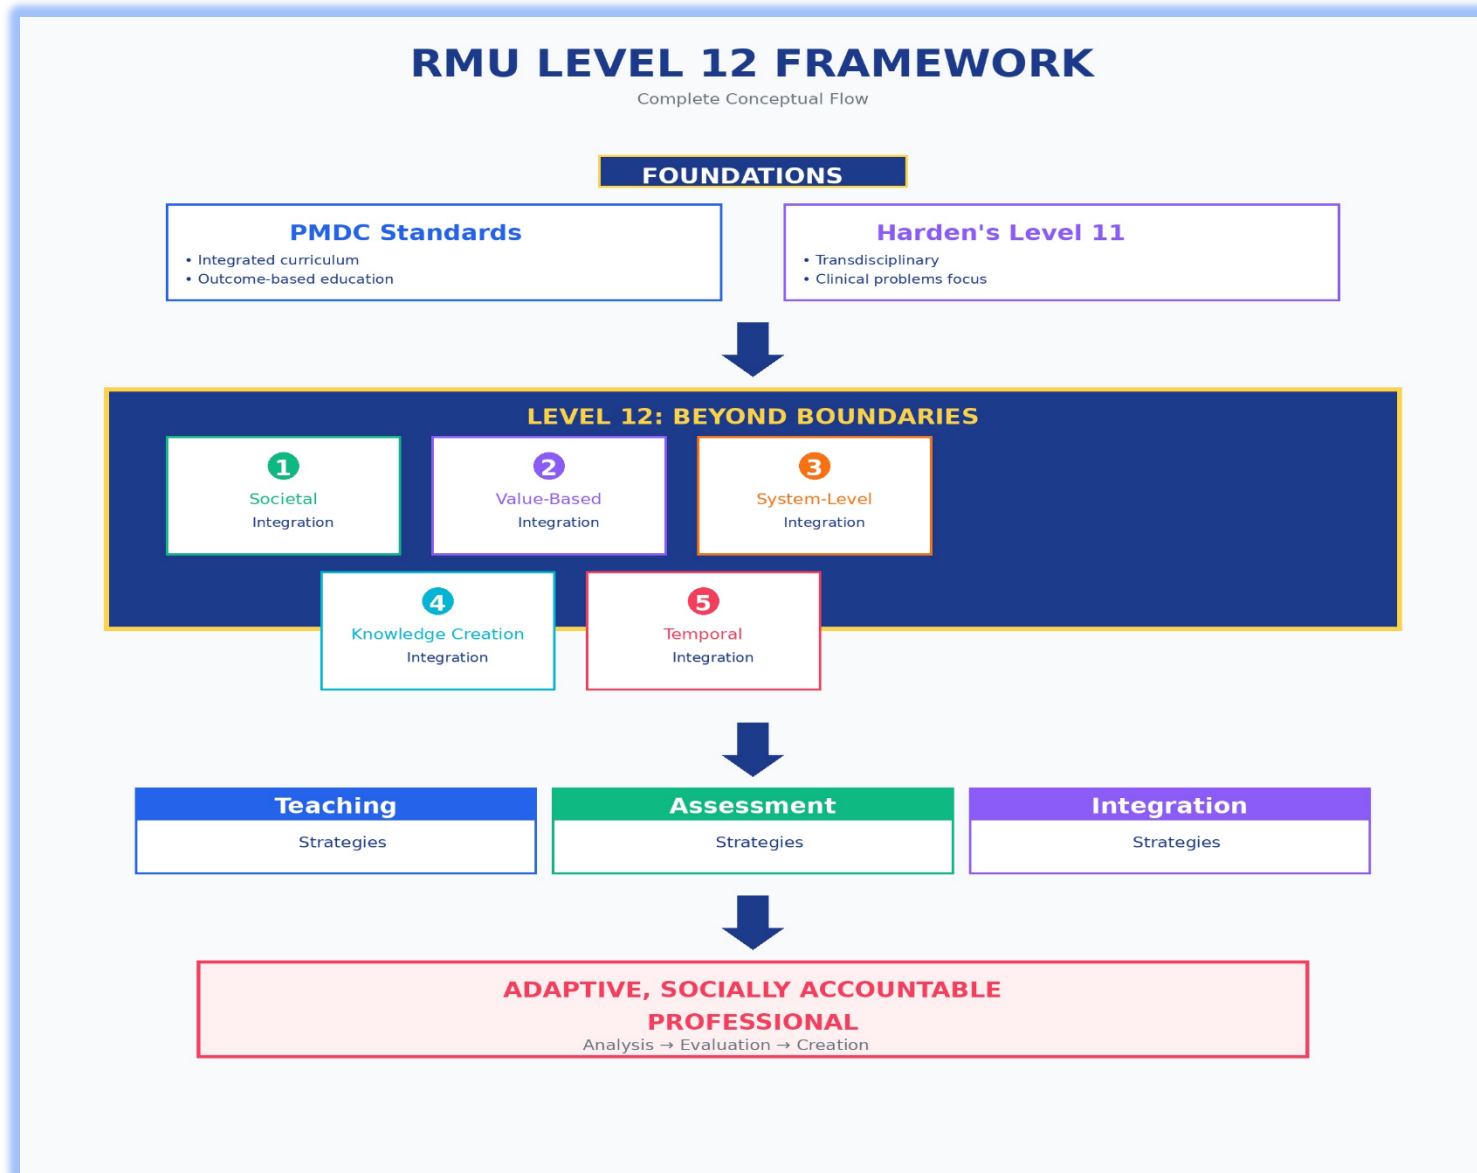 RMU LEVEL 12 FRAMEWORK
Complete Conceptual Flow
FOUNDATIONS
PMDC Standards
• Integrated curriculum
• Outcome-based education
Harden's Level 11
• Transdisciplinary
• Clinical problems focus
LEVEL 12: BEYOND BOUNDARIES
1
Societal
Integration
2
Value-Based
Integration
3
System-Level
Integration
4
Knowledge Creation
Integration
5
Temporal
Integration
Teaching
Strategies
Assessment
Strategies
Integration
Strategies
ADAPTIVE, SOCIALLY ACCOUNTABLE
PROFESSIONAL
Analysis → Evaluation → Creation